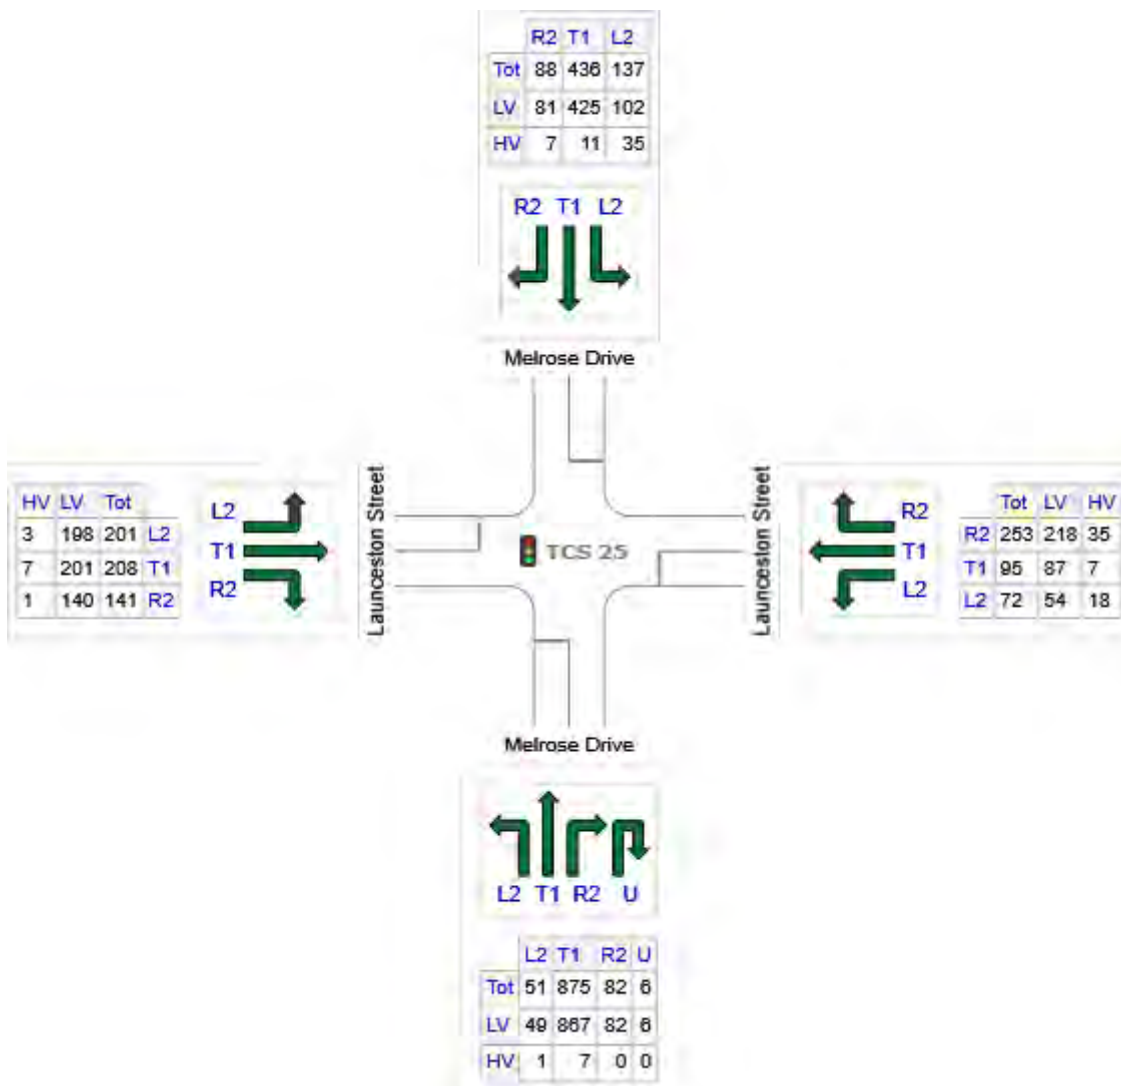 R2 T1 L2
Tot 88 436 137
LV 81 425 102
HV 7 11 35
R2 T1 L2
Melrose Drive
HV LV Tot
3 198 201 L2
7 201 208 T1
1 140 141 R2
L2
T1
R2
Launceston Street
TCS 25
Launceston Street
R2
T1
L2
Tot LV HV
R2 253 218 35
T1 95 87 7
L2 72 54 18
Melrose Drive
L2 T1 R2 U
L2 T1 R2 U
Tot 51 875 82 6
LV 49 867 82 6
HV 1 7 0 0